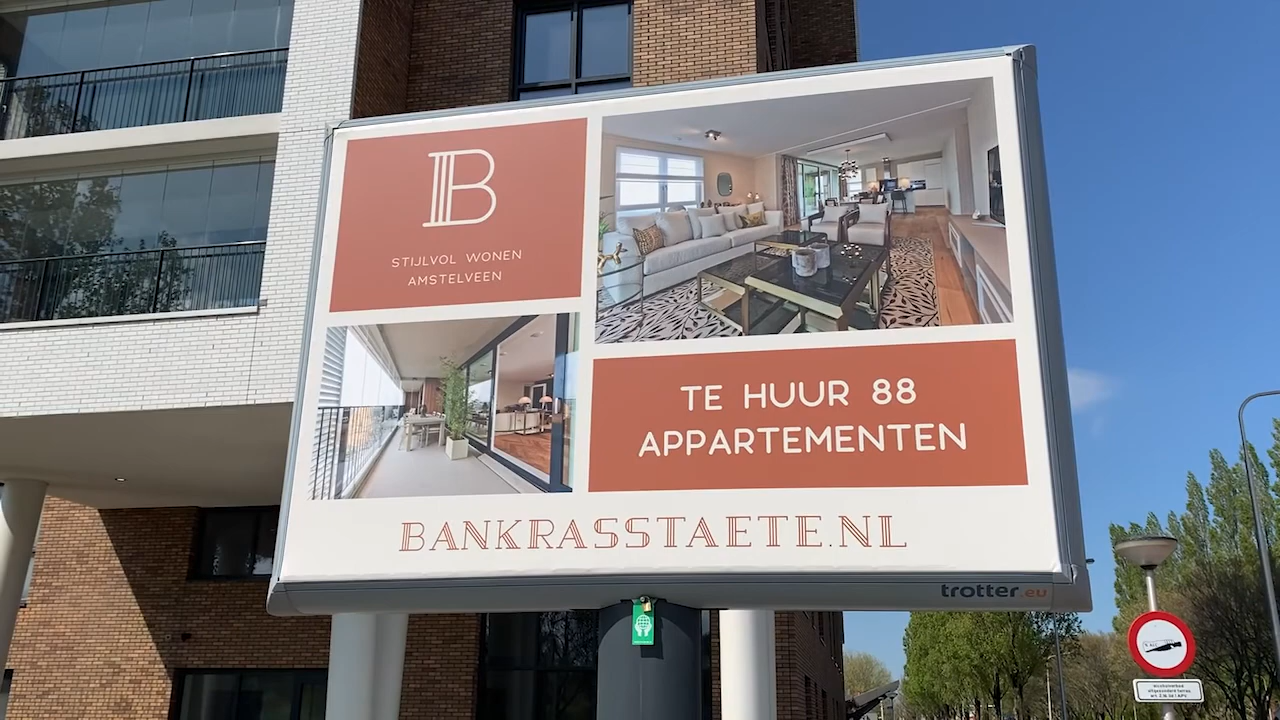 B
STIJLVOL WONEN
AMSTELVEEN
TE HUUR 88
APPARTEMENTEN
BANKRASSTAETE.NL
trotter.eu